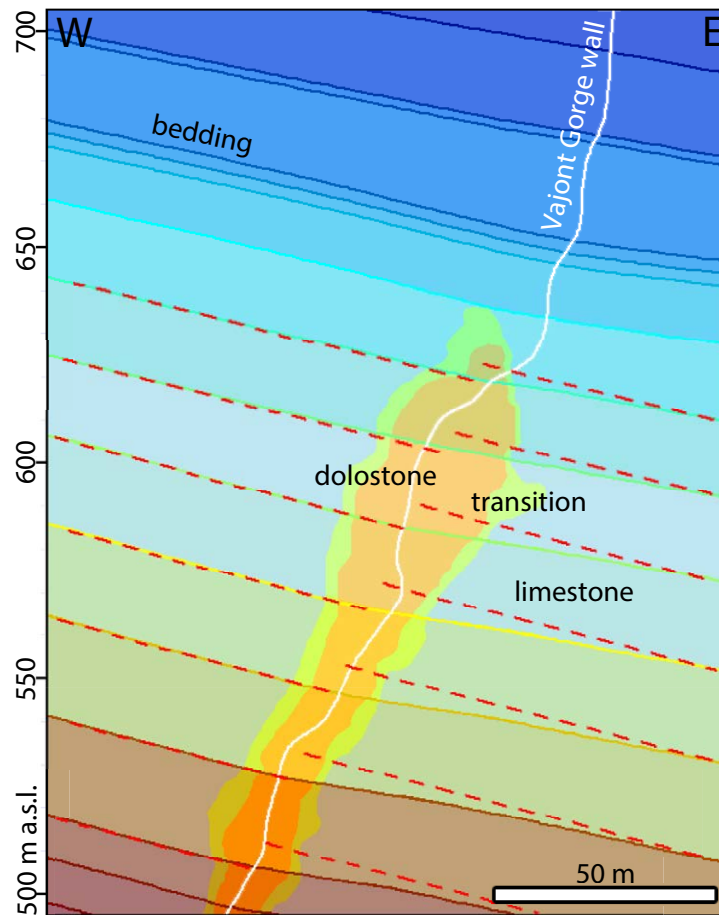 700
W
E
bedding
Vajont Gorge wall
650
600
dolostone
transition
limestone
550
50 m
500 m a.s.l.